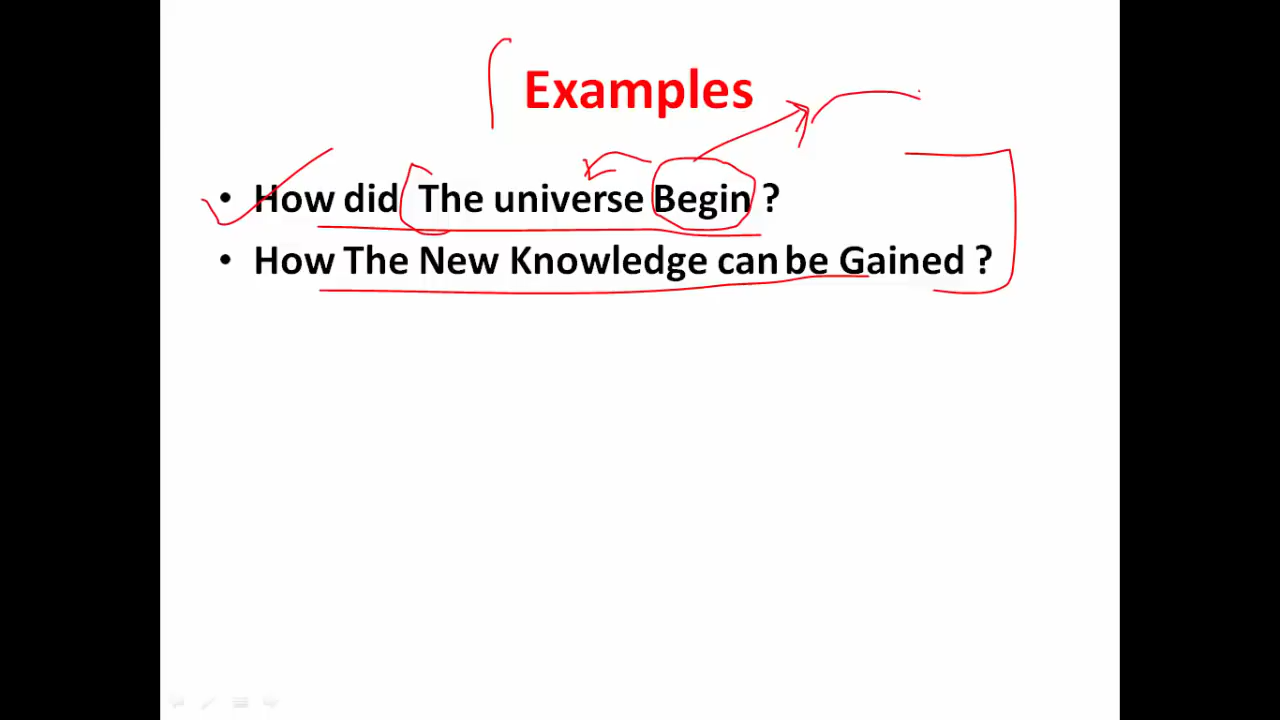 Examples
• How did The universe Begin ?
• How The New Knowledge can be Gained ?